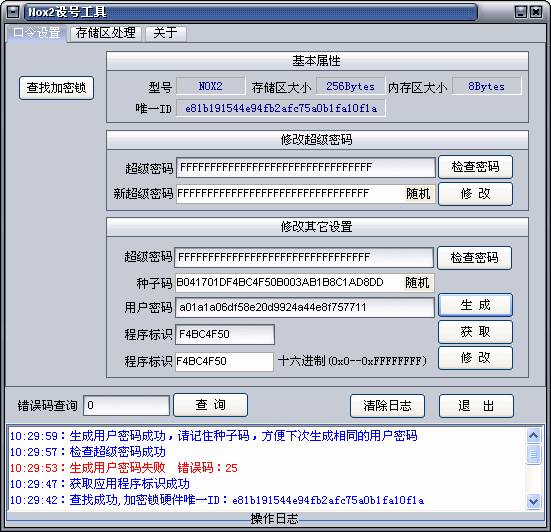 Nox2设号工具
口令设置 存储区处理 关于
基本属性
查找加密锁
型号 NOX2 存储区大小 256Bytes 内存区大小 8Bytes
唯一ID e81b191544e94fb2afc75a0b1fa10f1a
修改超级密码
超级密码 FFFFFFFFFFFFFFFFFFFFFFFFFFFFFFFF 检查密码
新超级密码 FFFFFFFFFFFFFFFFFFFFFFFFFFFFFFFF 随机 修 改
修改其它设置
超级密码 FFFFFFFFFFFFFFFFFFFFFFFFFFFFFFFF 检查密码
种子码 B041701DF4BC4F50B003AB1B8C1AD8DD 随机
用户密码 a01a1a06df58e20d9924a44e8f757711 生 成
程序标识 F4BC4F50 获 取
程序标识 F4BC4F50 十六进制(0x0--0xFFFFFFFF) 修 改
错误码查询 0 查 询 清除日志 退 出
10:29:59：生成用户密码成功，请记住种子码，方便下次生成相同的用户密码
10:29:57：检查超级密码成功
10:29:53：生成用户密码失败 错误码：25
10:29:47：获取应用程序标识成功
10:29:42：查找成功,加密锁硬件唯一ID：e81b191544e94fb2afc75a0b1fa10f1a
操作日志